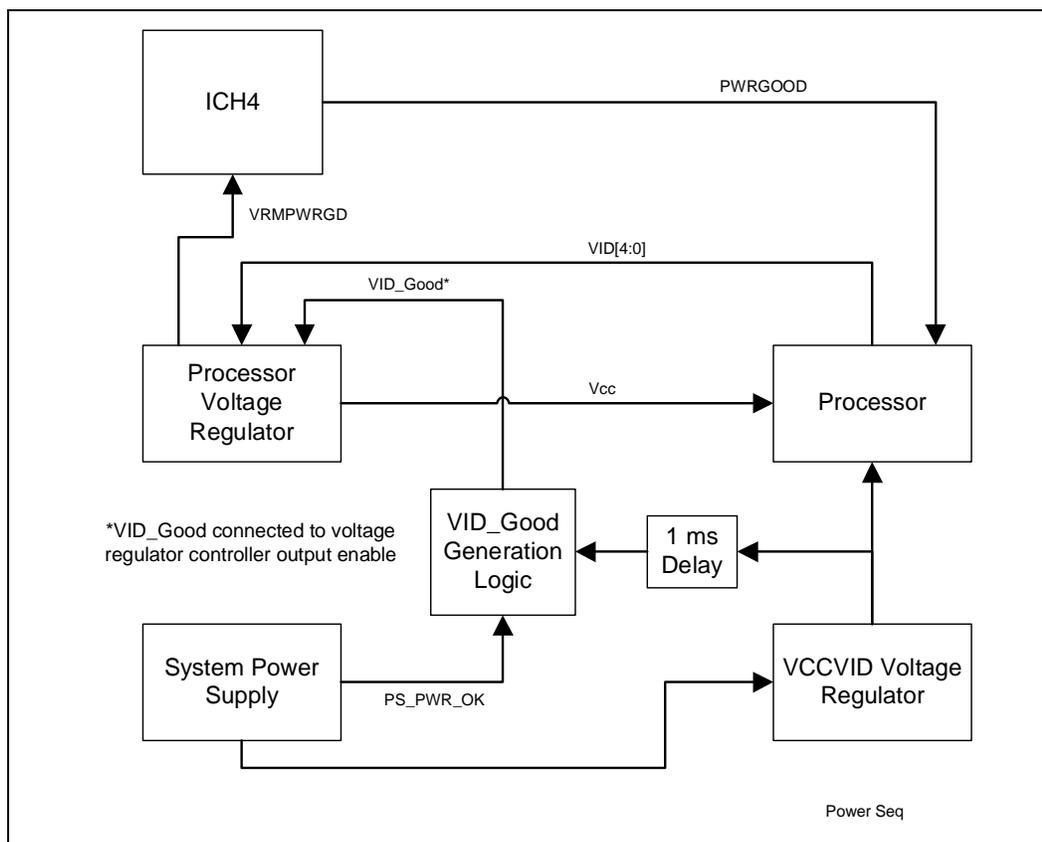 ICH4
PWRGOOD
VRMPWRGD
VID[4:0]
VID_Good*
Processor
Voltage
Regulator
Vcc
Processor
*VID_Good connected to voltage
regulator controller output enable
VID_Good
Generation
Logic
1 ms
Delay
System Power
Supply
PS_PWR_OK
VCCVID Voltage
Regulator
Power Seq